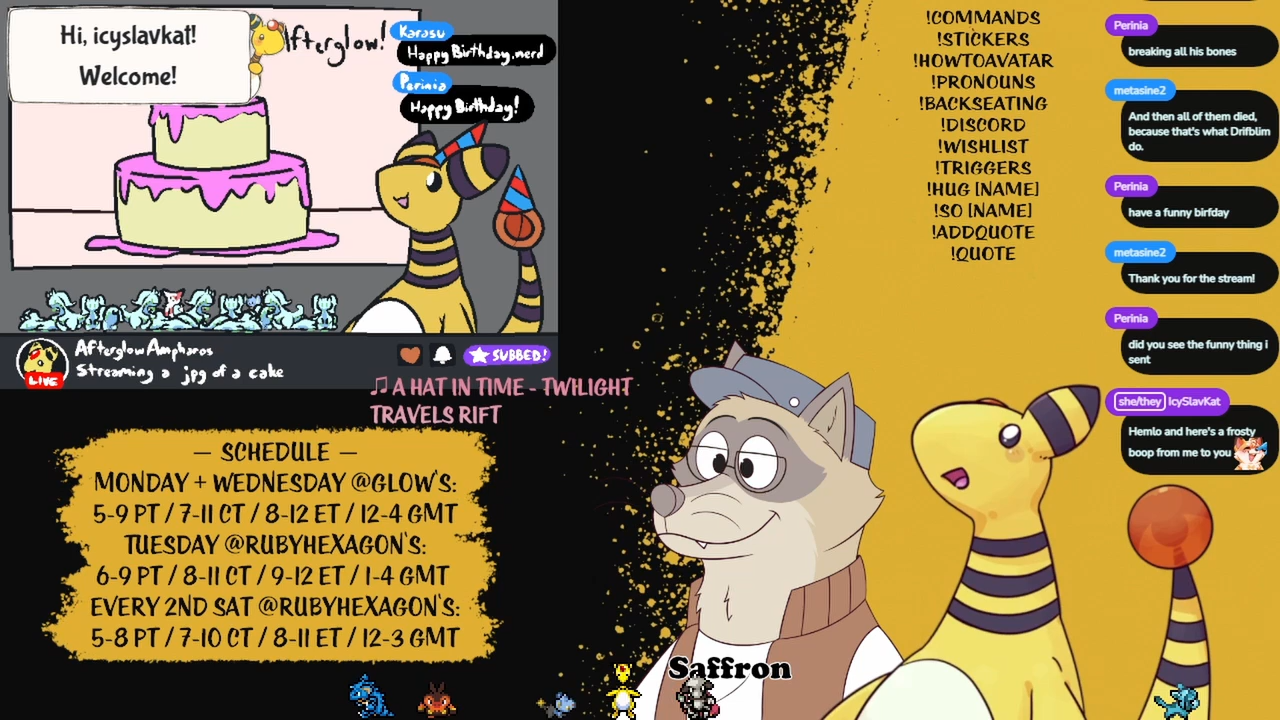 Hi, icyslavkat!
Welcome!
Afterglow!
Karasu
Happy Birthday, nerd
Perinia
Happy Birthday!
AfterglowAmpharos
Streaming a jpg of a cake
LIVE
SUBBED!
♫ A HAT IN TIME - TWILIGHT
TRAVELS RIFT
— SCHEDULE —
MONDAY + WEDNESDAY @GLOW'S:
5-9 PT / 7-11 CT / 8-12 ET / 12-4 GMT
TUESDAY @RUBYHEXAGON'S:
6-9 PT / 8-11 CT / 9-12 ET / 1-4 GMT
EVERY 2ND SAT @RUBYHEXAGON'S:
5-8 PT / 7-10 CT / 8-11 ET / 12-3 GMT
Saffron
!COMMANDS
!STICKERS
!HOWTOAVATAR
!PRONOUNS
!BACKSEATING
!DISCORD
!WISHLIST
!TRIGGERS
!HUG [NAME]
!SO [NAME]
!ADDQUOTE
!QUOTE
Perinia
breaking all his bones
metasine2
And then all of them died,
because that's what Drifblim
do.
Perinia
have a funny birfday
metasine2
Thank you for the stream!
Perinia
did you see the funny thing i
sent
she/they IcySlavKat
Hemlo and here's a frosty
boop from me to you